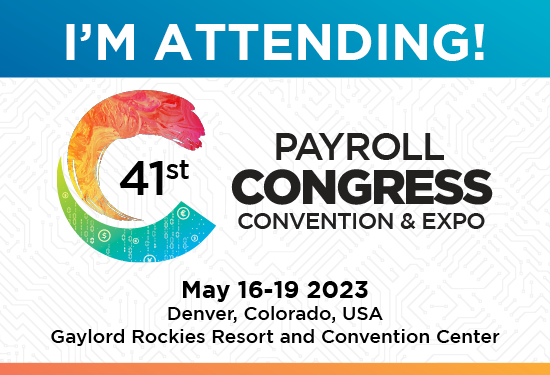 I'M ATTENDING!
41st
PAYROLL
CONGRESS
CONVENTION & EXPO
May 16-19 2023
Denver, Colorado, USA
Gaylord Rockies Resort and Convention Center